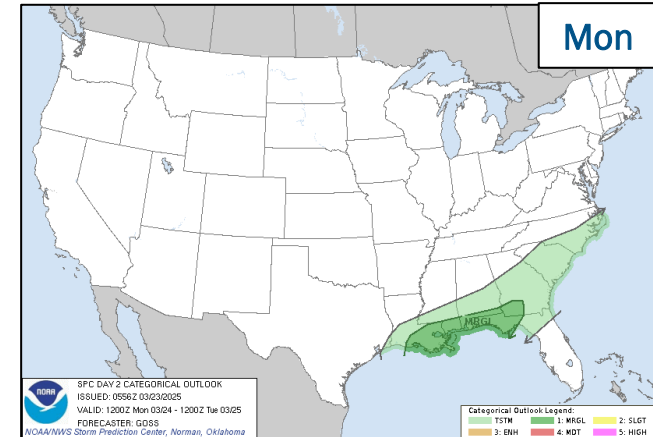 Mon
MRGL
SPC DAY 2 CATEGORICAL OUTLOOK
ISSUED: 0556Z 03/23/2025
VALID: 1200Z Mon 03/24 - 1200Z Tue 03/25
FORECASTER: GOSS
NOAA/NWS Storm Prediction Center, Norman, Oklahoma
NOAA
Categorical Outlook Legend:
TSTM 1: MRGL 2: SLGT
3: ENH 4: MDT 5: HIGH